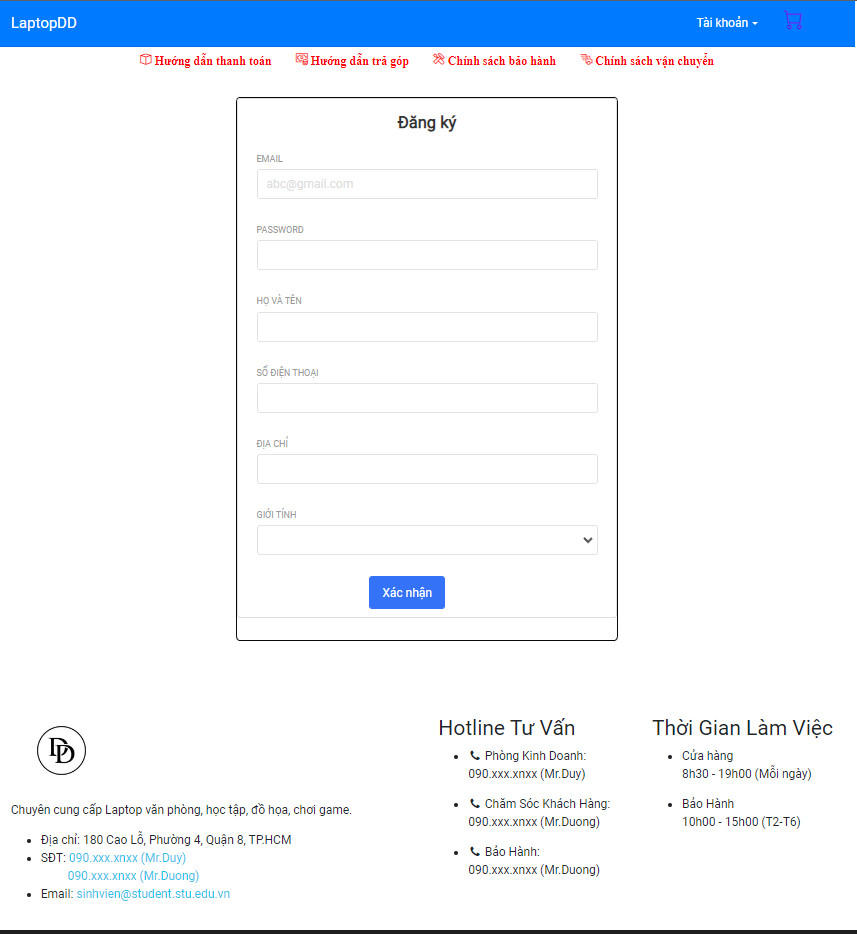 LaptopDD
Tài khoản
Hướng dẫn thanh toán
Hướng dẫn trả góp
Chính sách bảo hành
Chính sách vận chuyển
Đăng ký
EMAIL
abc@gmail.com
PASSWORD
HỌ VÀ TÊN
SỐ ĐIỆN THOẠI
ĐỊA CHỈ
GIỚI TÍNH
Xác nhận
DD
Chuyên cung cấp Laptop văn phòng, học tập, đồ họa, chơi game.
Địa chỉ: 180 Cao Lỗ, Phường 4, Quận 8, TP.HCM
SĐT: 090.xxx.xnxx (Mr.Duy)
090.xxx.xnxx (Mr.Duong)
Email: sinhvien@student.stu.edu.vn
Hotline Tư Vấn
Phòng Kinh Doanh:
090.xxx.xnxx (Mr.Duy)
Chăm Sóc Khách Hàng:
090.xxx.xnxx (Mr.Duong)
Bảo Hành:
090.xxx.xnxx (Mr.Duong)
Thời Gian Làm Việc
Cửa hàng
8h30 - 19h00 (Mỗi ngày)
Bảo Hành
10h00 - 15h00 (T2-T6)